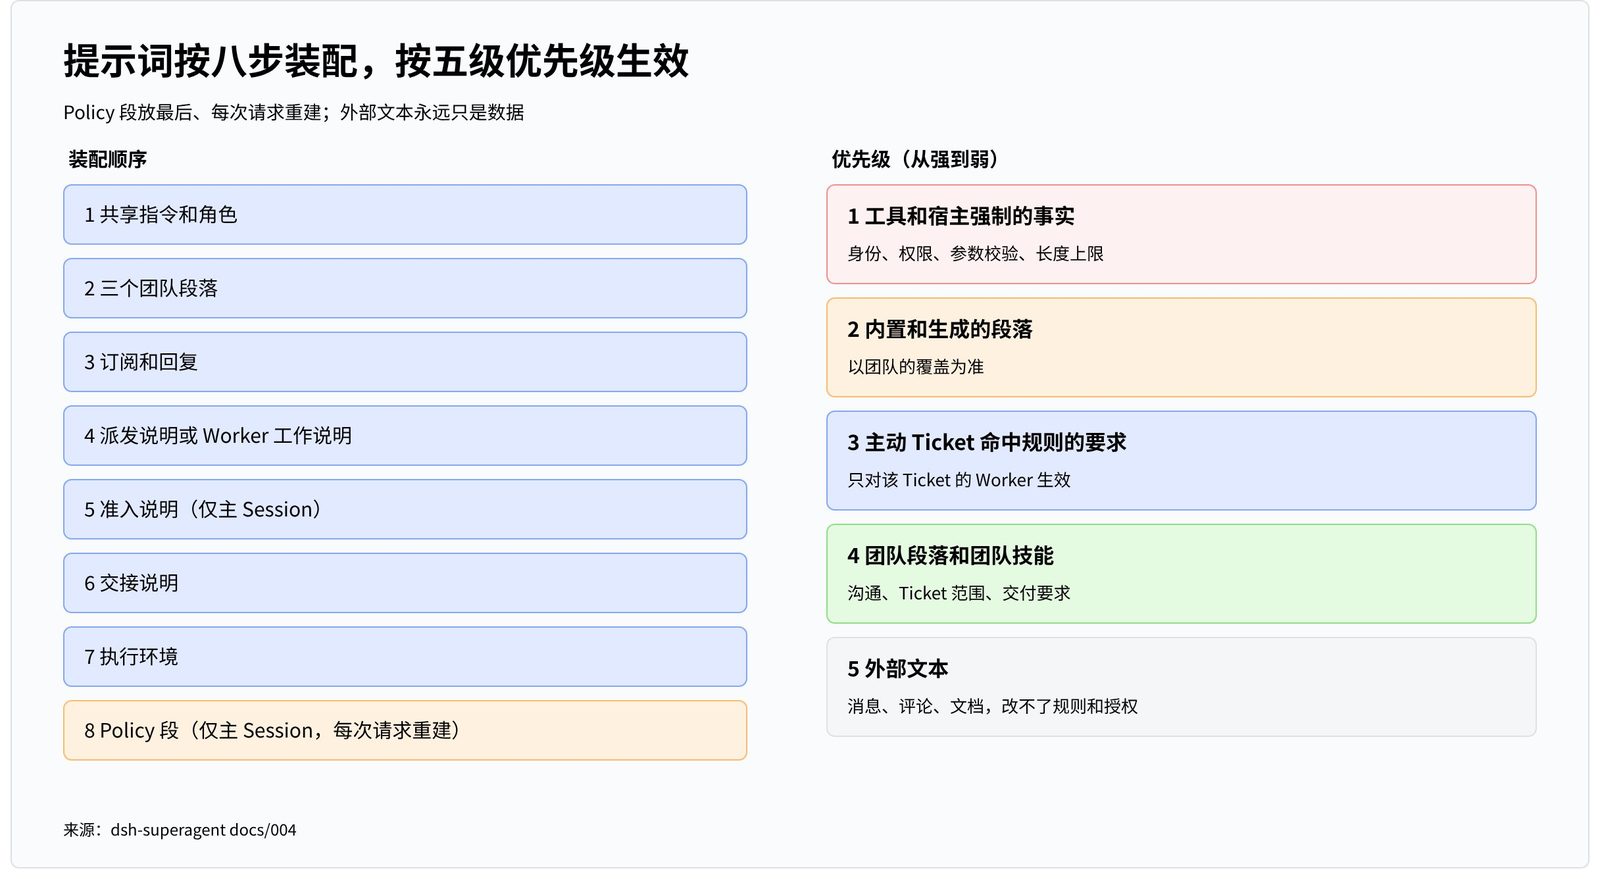 提示词按八步装配，按五级优先级生效
Policy 段放最后、每次请求重建；外部文本永远只是数据
装配顺序
1 共享指令和角色
2 三个团队段落
3 订阅和回复
4 派发说明或 Worker 工作说明
5 准入说明（仅主 Session）
6 交接说明
7 执行环境
8 Policy 段（仅主 Session，每次请求重建）
优先级（从强到弱）
1 工具和宿主强制的事实
身份、权限、参数校验、长度上限
2 内置和生成的段落
以团队的覆盖为准
3 主动 Ticket 命中规则的要求
只对该 Ticket 的 Worker 生效
4 团队段落和团队技能
沟通、Ticket 范围、交付要求
5 外部文本
消息、评论、文档，改不了规则和授权
来源：dsh-superagent docs/004